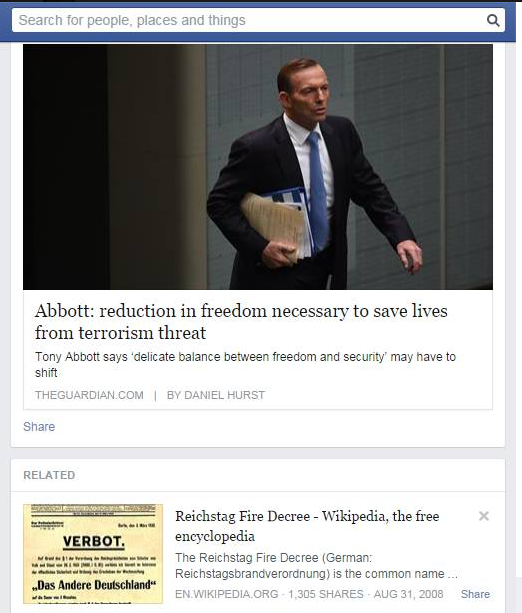 Search for people, places and things
Abbott: reduction in freedom necessary to save lives
from terrorism threat
Tony Abbott says ‘delicate balance between freedom and security’ may have to
shift
THEGUARDIAN.COM | BY DANIEL HURST
Share
RELATED
Reichstag Fire Decree - Wikipedia, the free
encyclopedia
The Reichstag Fire Decree (German:
Reichstagsbrandverordnung) is the common name ...
EN.WIKIPEDIA.ORG · 1,305 SHARES · AUG 31, 2008 Share
VERBOT.
„Das Andere Deutschland“